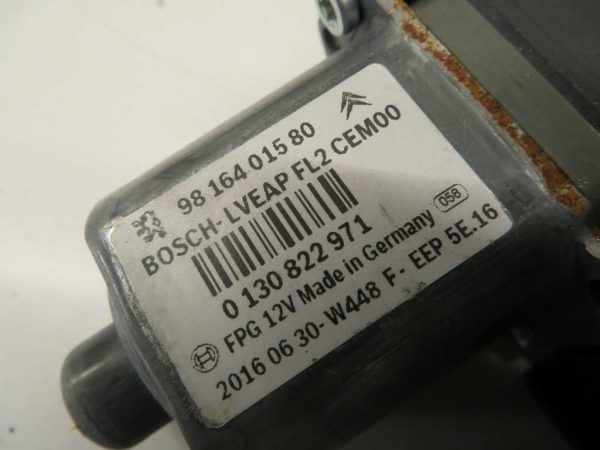 98 164 015 80
BOSCH-LVEAP FL2 CEM00
0 130 822 971
FPG 12V Made in Germany 058
2016 06 30-W448 F- EEP 5E.16